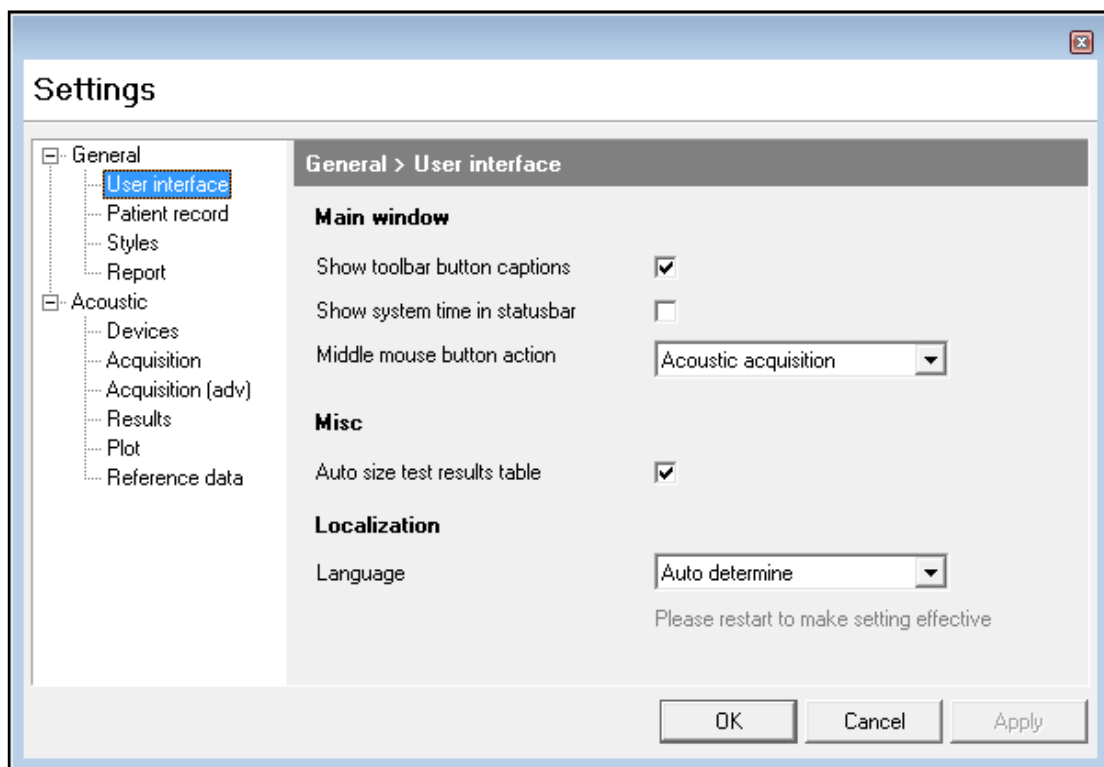 Settings
General
User interface
Patient record
Styles
Report
Acoustic
Devices
Acquisition
Acquisition (adv)
Results
Plot
Reference data
General > User interface
Main window
Show toolbar button captions
Show system time in statusbar
Middle mouse button action
Acoustic acquisition
Misc
Auto size test results table
Localization
Language
Auto determine
Please restart to make setting effective
OK
Cancel
Apply